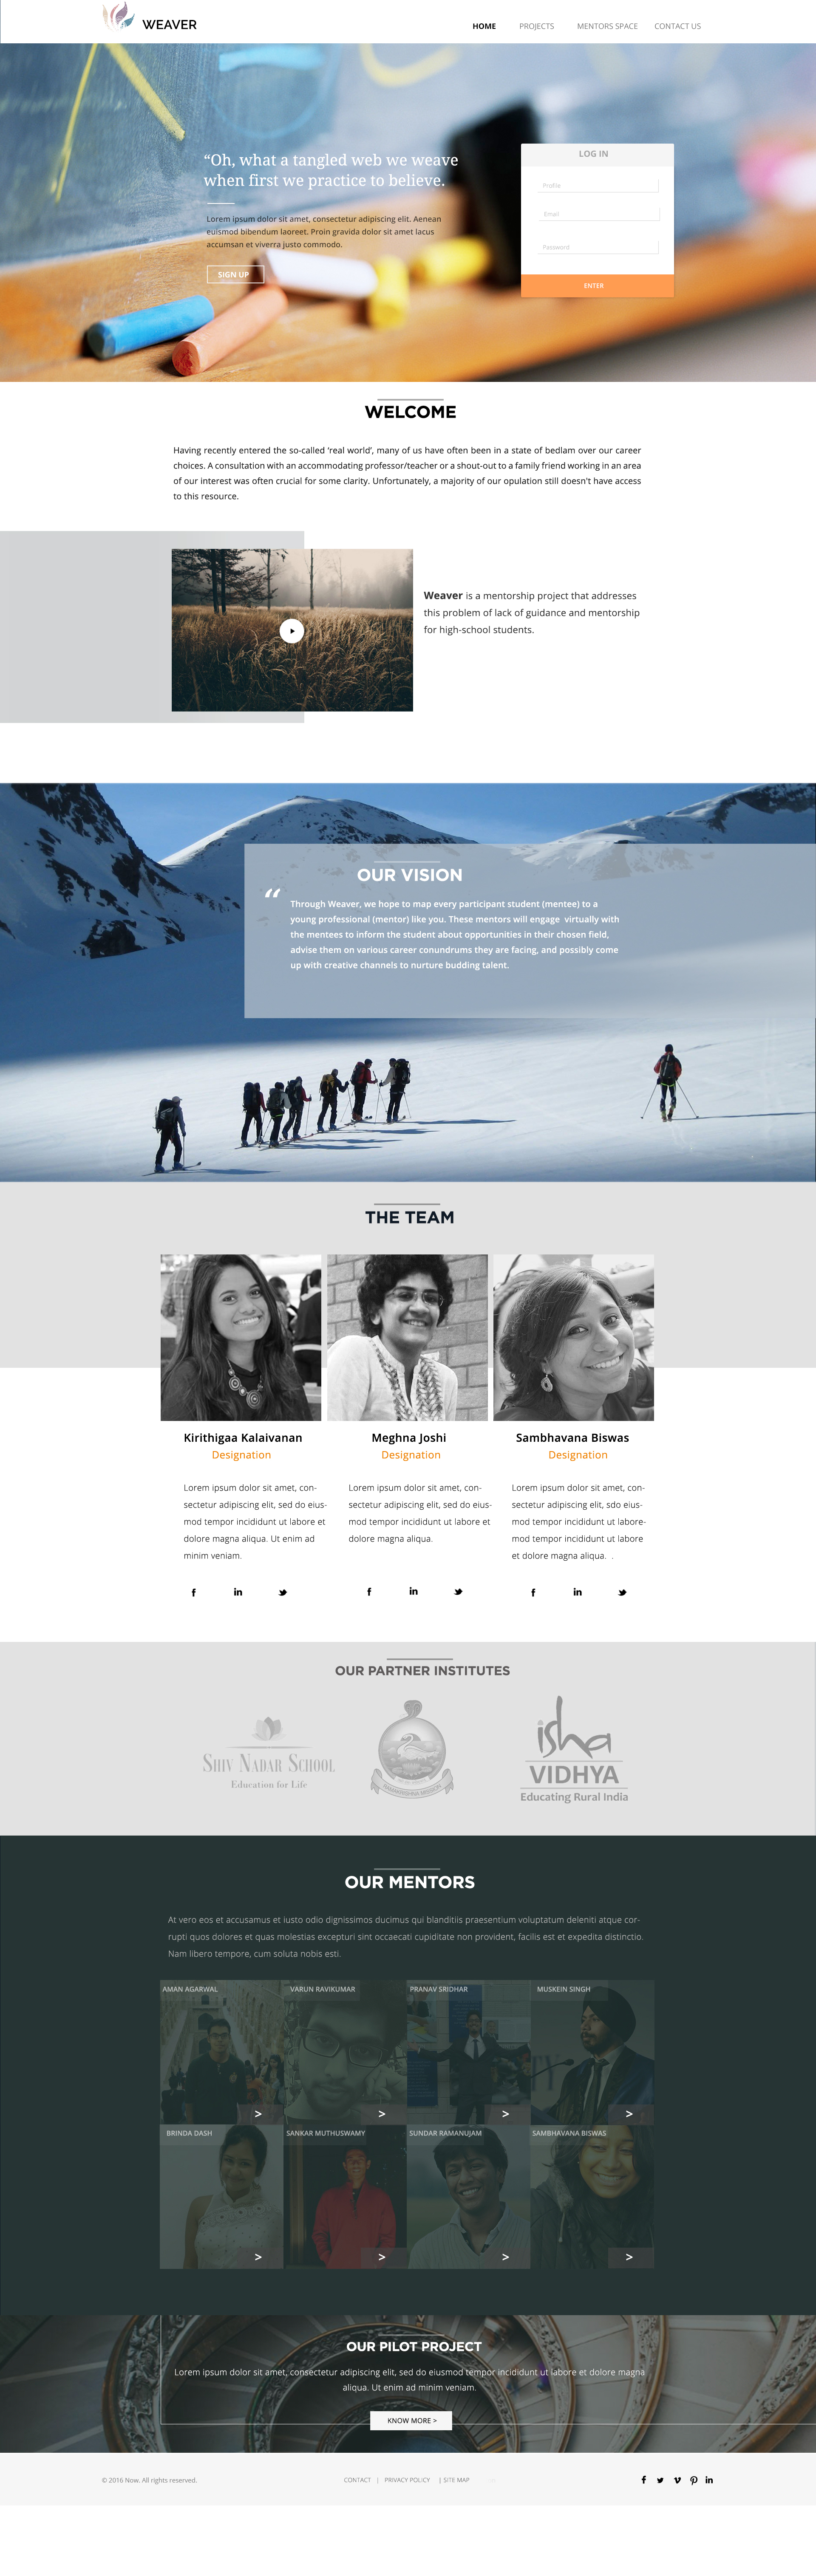 WEAVER
HOME
PROJECTS
MENTORS SPACE
CONTACT US
“Oh, what a tangled web we weave
when first we practice to believe.
Lorem ipsum dolor sit amet, consectetur adipiscing elit. Aenean
euismod bibendum laoreet. Proin gravida dolor sit amet lacus
accumsan et viverra justo commodo.
SIGN UP
LOG IN
Profile
Email
Password
ENTER
WELCOME
Having recently entered the so-called ‘real world’, many of us have often been in a state of bedlam over our career
choices. A consultation with an accommodating professor/teacher or a shout-out to a family friend working in an area
of our interest was often crucial for some clarity. Unfortunately, a majority of our opulation still doesn't have access
to this resource.
Weaver is a mentorship project that addresses
this problem of lack of guidance and mentorship
for high-school students.
OUR VISION
“
Through Weaver, we hope to map every participant student (mentee) to a
young professional (mentor) like you. These mentors will engage  virtually with
the mentees to inform the student about opportunities in their chosen field,
advise them on various career conundrums they are facing, and possibly come
up with creative channels to nurture budding talent.
THE TEAM
Kirithigaa Kalaivanan
Designation
Lorem ipsum dolor sit amet, con-
sectetur adipiscing elit, sed do eius-
mod tempor incididunt ut labore et
dolore magna aliqua. Ut enim ad
minim veniam.
Meghna Joshi
Designation
Lorem ipsum dolor sit amet, con-
sectetur adipiscing elit, sed do eius-
mod tempor incididunt ut labore et
dolore magna aliqua.
Sambhavana Biswas
Designation
Lorem ipsum dolor sit amet, con-
sectetur adipiscing elit, sdo eius-
mod tempor incididunt ut labore-
mod tempor incididunt ut labore
et dolore magna aliqua.  .
OUR PARTNER INSTITUTES
SHIV NADAR SCHOOL
Education for Life
RAMAKRISHNA MISSION
isha
VIDHYA
Educating Rural India
OUR MENTORS
At vero eos et accusamus et iusto odio dignissimos ducimus qui blanditiis praesentium voluptatum deleniti atque cor-
rupti quos dolores et quas molestias excepturi sint occaecati cupiditate non provident, facilis est et expedita distinctio.
Nam libero tempore, cum soluta nobis esti.
AMAN AGARWAL
VARUN RAVIKUMAR
PRANAV SRIDHAR
MUSKEIN SINGH
> > > >
BRINDA DASH
SANKAR MUTHUSWAMY
SUNDAR RAMANUJAM
SAMBHAVANA BISWAS
> > > >
OUR PILOT PROJECT
Lorem ipsum dolor sit amet, consectetur adipiscing elit, sed do eiusmod tempor incididunt ut labore et dolore magna
aliqua. Ut enim ad minim veniam.
KNOW MORE >
© 2016 Now. All rights reserved.
CONTACT | PRIVACY POLICY | SITE MAP